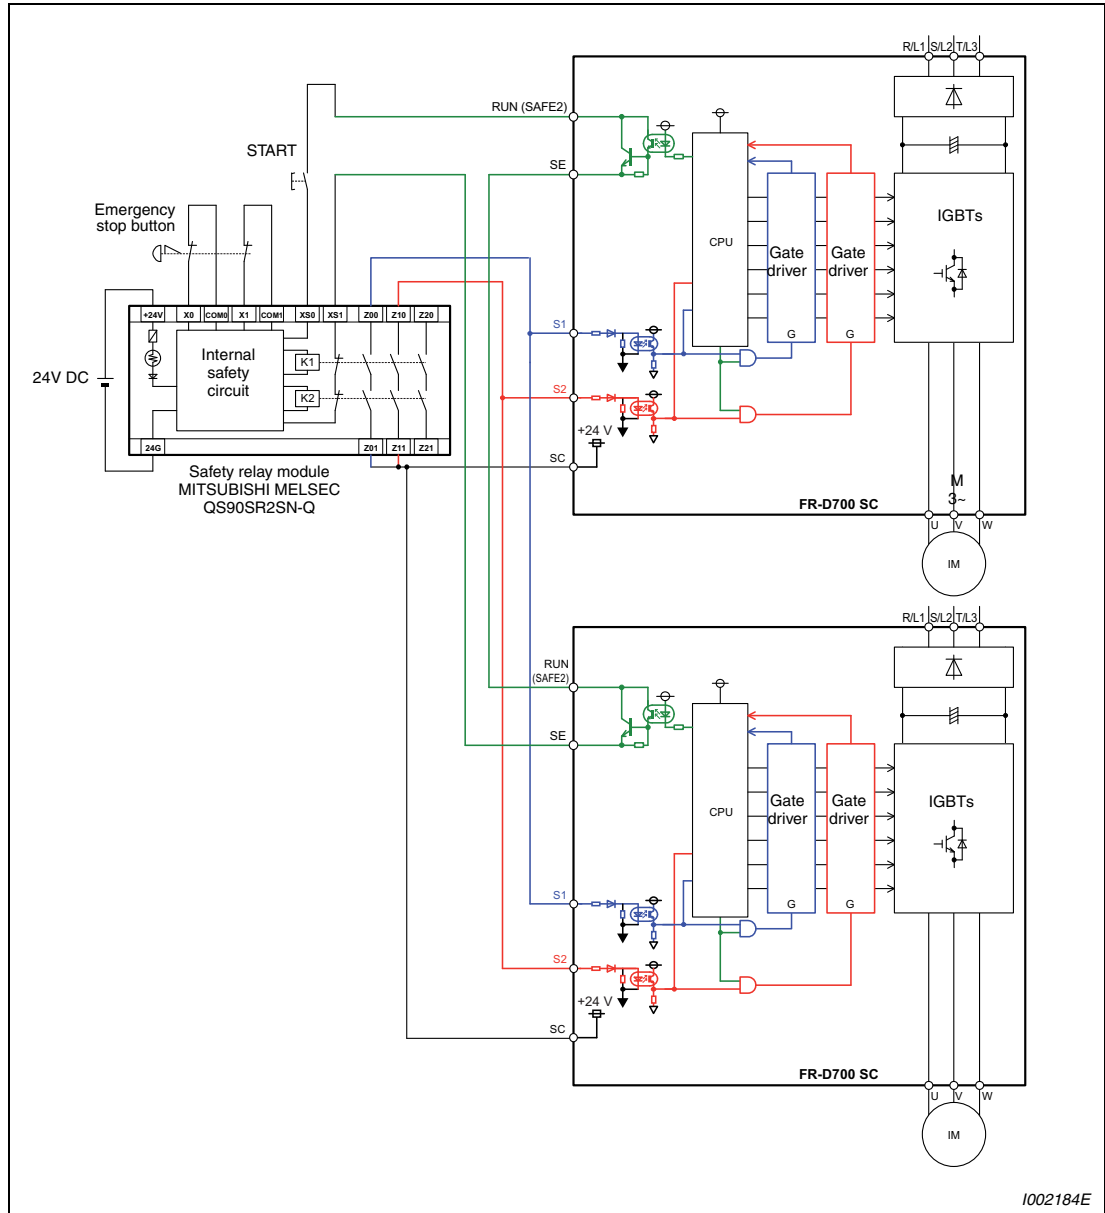 R/L1 S/L2 T/L3
RUN (SAFE2)
START
SE
Emergency
stop button
IGBTs
CPU
Gate
driver
Gate
driver
+24V X0 COM0 X1 COM1 XS0 XS1 Z00 Z10 Z20
S1
G G
Internal
safety
circuit
K1
24V DC
K2
S2
+24 V
24G Z01 Z11 Z21
SC
Safety relay module
MITSUBISHI MELSEC
QS90SR2SN-Q
M
3~
FR-D700 SC
U V W
IM
R/L1 S/L2 T/L3
RUN
(SAFE2)
SE
IGBTs
CPU
Gate
driver
Gate
driver
S1
G G
S2
+24 V
SC
FR-D700 SC
U V W
IM
I002184E